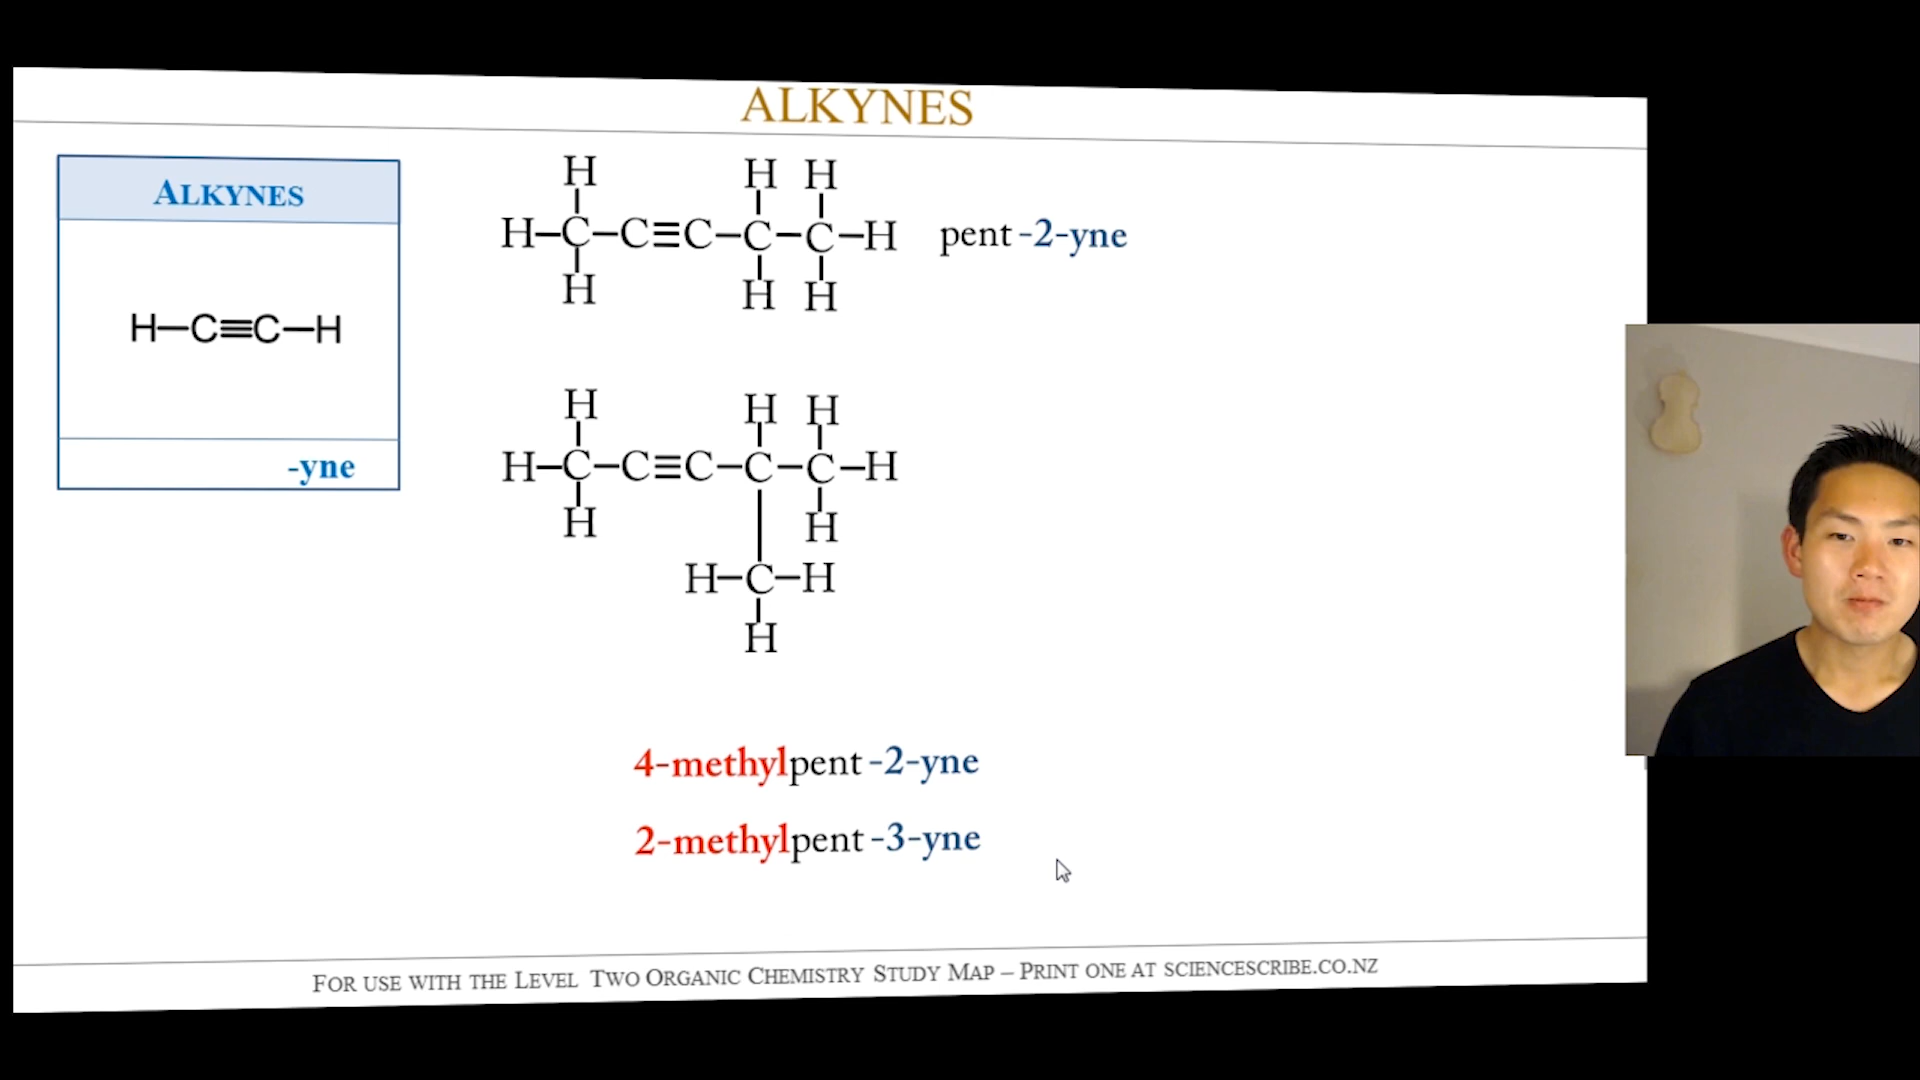 ALKYNES
ALKYNES
H–C≡C–H
-yne
H H H
H–C–C≡C–C–C–H pent-2-yne
H H H
H H H
H–C–C≡C–C–C–H
H H
H–C–H
H
4-methylpent-2-yne
2-methylpent-3-yne
FOR USE WITH THE LEVEL TWO ORGANIC CHEMISTRY STUDY MAP – PRINT ONE AT SCIENCESCRIBE.CO.NZ